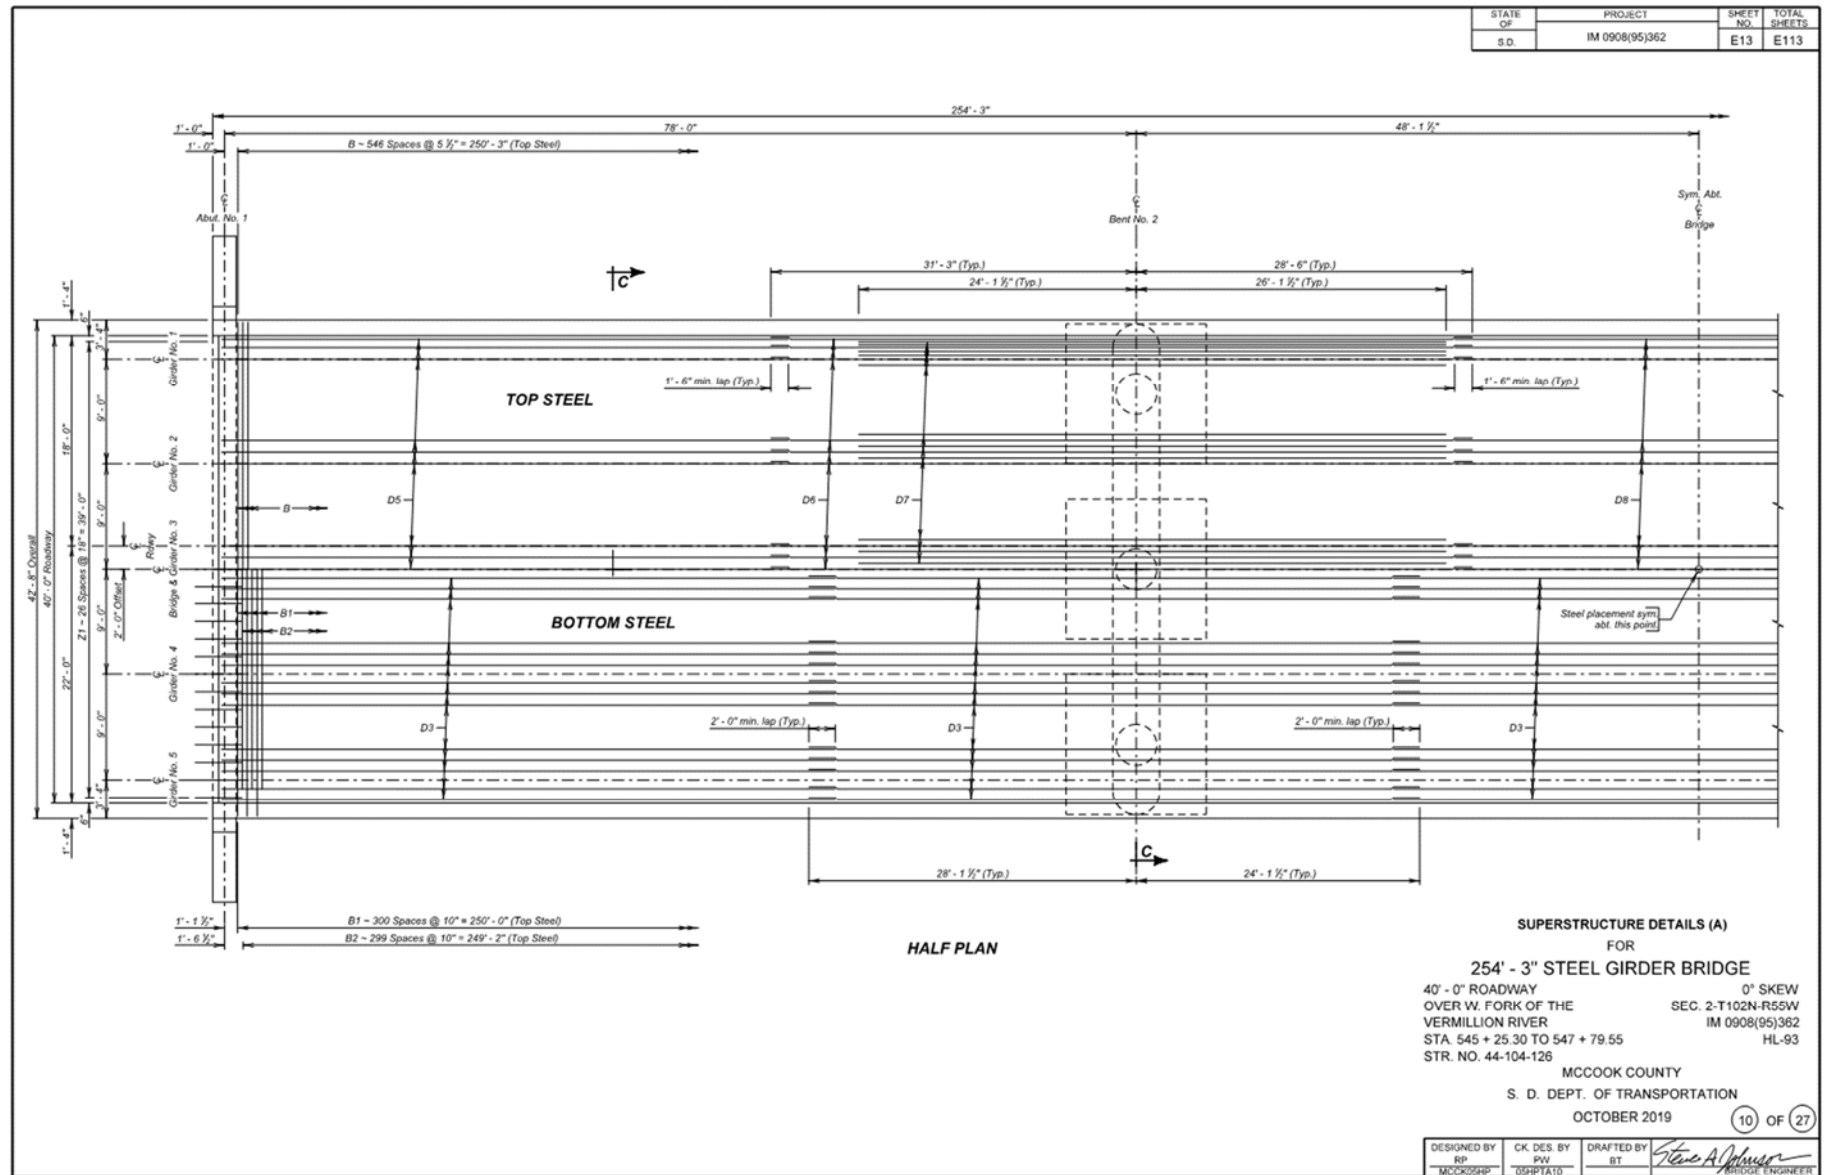 STATE OF
PROJECT
SHEET NO.
TOTAL SHEETS
S.D.
IM 0908(95)362
E13
E113
254' - 3"
1' - 0"
78' - 0"
48' - 1 ½"
1' - 0"
B ~ 546 Spaces @ 5 ½" = 250' - 3" (Top Steel)
℄
Abut. No. 1
℄
Bent No. 2
Sym. Abt.
℄
Bridge
C
31' - 3" (Typ.)
28' - 6" (Typ.)
24' - 1 ½" (Typ.)
26' - 1 ½" (Typ.)
1' - 4"
6"
3' - 4"
℄
Girder No. 1
1' - 6" min. lap (Typ.)
1' - 6" min. lap (Typ.)
TOP STEEL
9' - 0"
18' - 0"
℄
Girder No. 2
D5
D6
D7
D8
B
9' - 0"
42' - 8" Overall
40' - 0" Roadway
Z1 ~ 26 Spaces @ 18" = 39' - 0"
℄
Rdwy
℄
Bridge & Girder No. 3
2' - 0" Offset
B1
B2
BOTTOM STEEL
Steel placement sym.
abt. this point.
9' - 0"
22' - 0"
℄
Girder No. 4
9' - 0"
D3
2' - 0" min. lap (Typ.)
D3
2' - 0" min. lap (Typ.)
D3
℄
Girder No. 5
3' - 4"
6"
1' - 4"
C
28' - 1 ½" (Typ.)
24' - 1 ½" (Typ.)
1' - 1 ½"
B1 ~ 300 Spaces @ 10" = 250' - 0" (Top Steel)
1' - 6 ½"
B2 ~ 299 Spaces @ 10" = 249' - 2" (Top Steel)
HALF PLAN
SUPERSTRUCTURE DETAILS (A)
FOR
254' - 3" STEEL GIRDER BRIDGE
40' - 0" ROADWAY 0° SKEW
OVER W. FORK OF THE SEC. 2-T102N-R55W
VERMILLION RIVER IM 0908(95)362
STA. 545 + 25.30 TO 547 + 79.55 HL-93
STR. NO. 44-104-126
MCCOOK COUNTY
S. D. DEPT. OF TRANSPORTATION
OCTOBER 2019
10 OF 27
DESIGNED BY
RP
MCCK05HP
CK. DES. BY
PW
05HPTA10
DRAFTED BY
BT
Steve A Johnson
BRIDGE ENGINEER